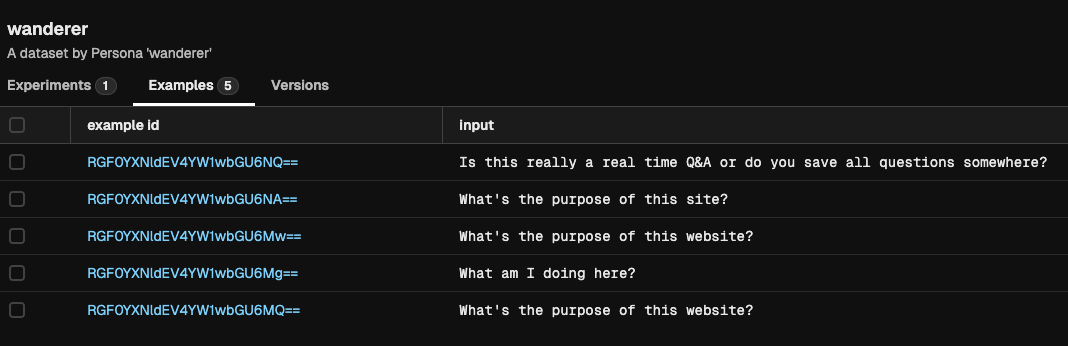 wanderer
A dataset by Persona 'wanderer'
Experiments 1 Examples 5 Versions
example id input
RGF0YXNldEV4YW1wbGU6NQ== Is this really a real time Q&A or do you save all questions somewhere?
RGF0YXNldEV4YW1wbGU6NA== What's the purpose of this site?
RGF0YXNldEV4YW1wbGU6Mw== What's the purpose of this website?
RGF0YXNldEV4YW1wbGU6Mg== What am I doing here?
RGF0YXNldEV4YW1wbGU6MQ== What's the purpose of this website?